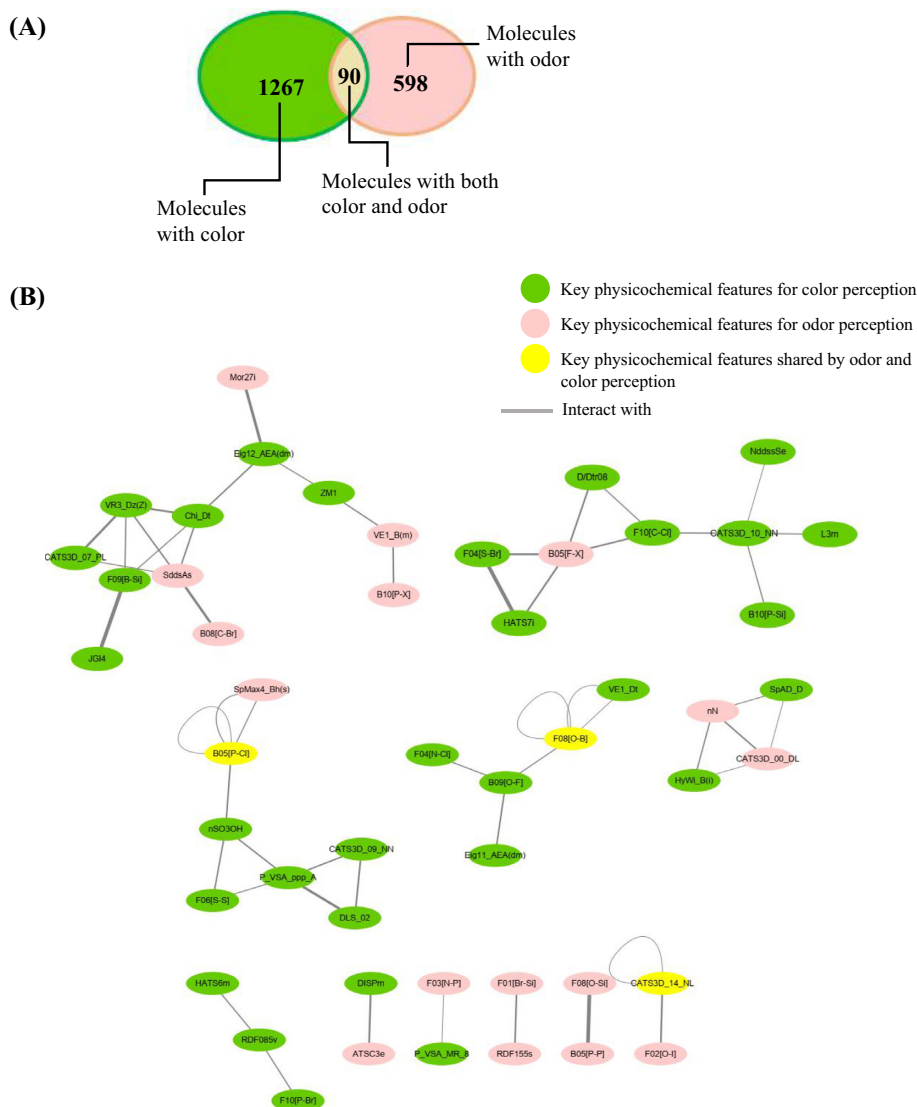 (A)
Molecules
with odor
1267
90
598
Molecules with both
color and odor
Molecules
with color
(B)
Key physicochemical features for color perception
Key physicochemical features for odor perception
Key physicochemical features shared by odor and
color perception
Interact with
Mor27i
Eig12_AEA(dm)
ZM1
VR3_Dz(Z)
Chi_Dt
VE1_B(m)
CATS3D_07_PL
SddsAs
F09[B-Si]
B10[P-X]
B08[C-Br]
JGI4
NddssSe
D/Dtr08
F10[C-Cl]
CATS3D_10_NN
L3m
F04[S-Br]
B05[F-X]
HATS7i
B10[P-Si]
SpMax4_Bh(s)
B05[P-Cl]
nSO3OH
CATS3D_09_NN
P_VSA_ppp_A
F06[S-S]
DLS_02
VE1_Dt
F08[O-B]
F04[N-Cl]
B09[O-F]
Eig11_AEA(dm)
SpAD_D
nN
CATS3D_00_DL
HyWi_B(i)
HATS6m
RDF085v
F10[P-Br]
DISPm
ATSC3e
F03[N-P]
P_VSA_MR_8
F01[Br-Si]
RDF155s
F08[O-Si]
B05[P-P]
CATS3D_14_NL
F02[O-I]